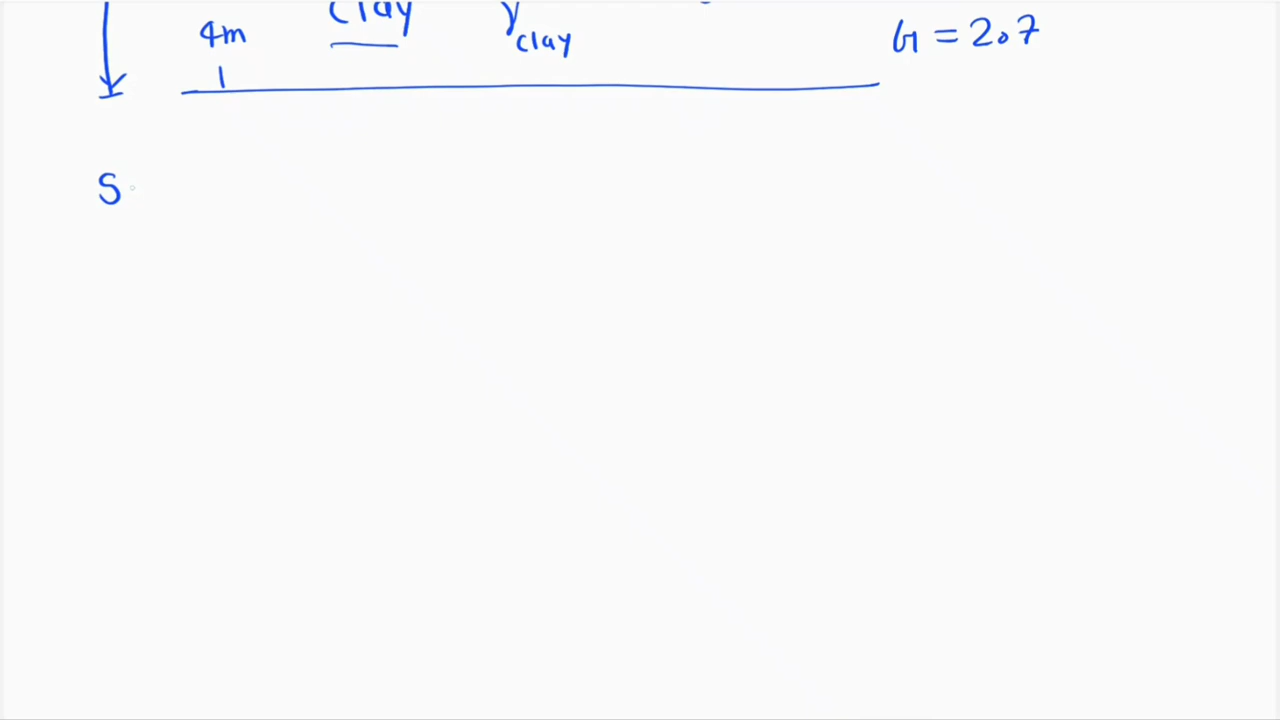 4m clay γclay G = 2.7
S